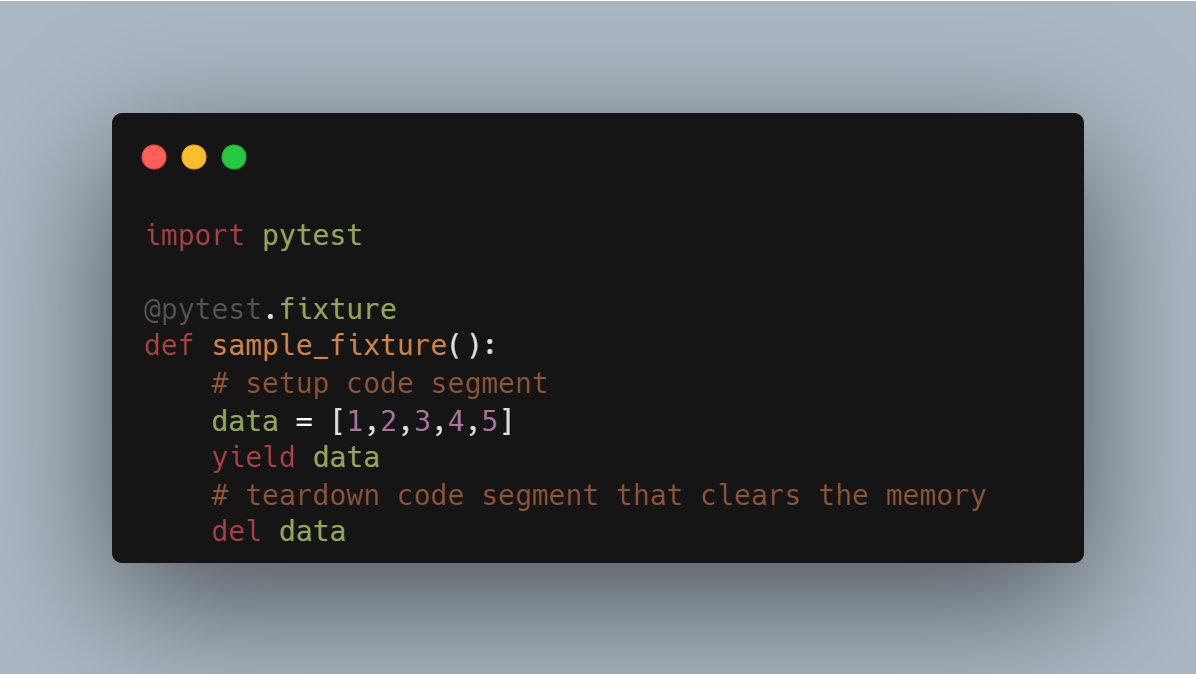 import pytest

@pytest.fixture
def sample_fixture():
    # setup code segment
    data = [1,2,3,4,5]
    yield data
    # teardown code segment that clears the memory
    del data